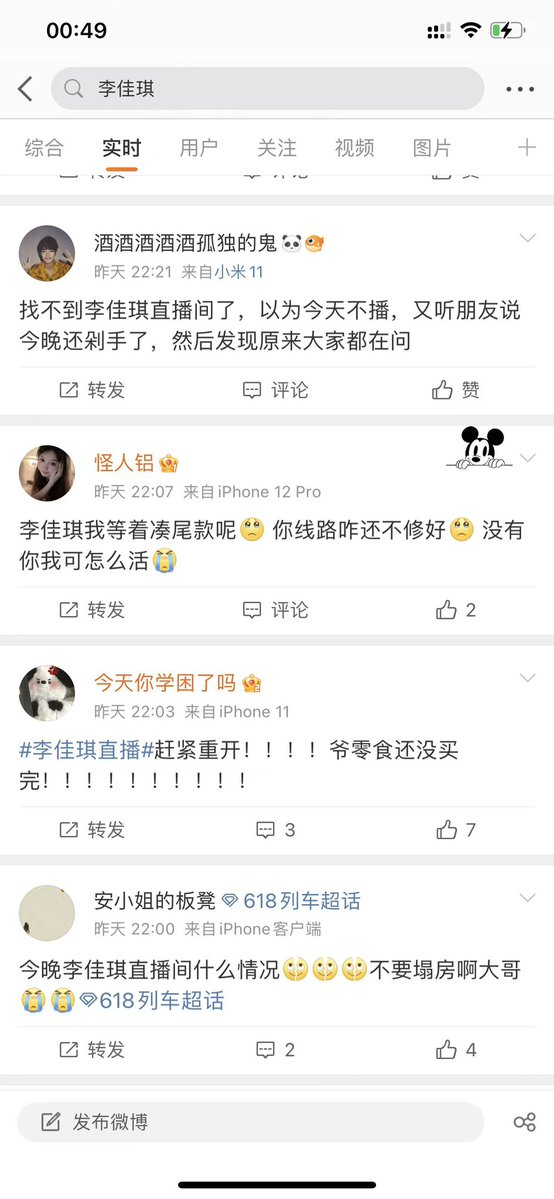 00:49
李佳琪
综合 实时 用户 关注 视频 图片
酒酒酒酒酒孤独的鬼🐼🐡
昨天 22:21 来自小米11
找不到李佳琪直播间了，以为今天不播，又听朋友说
今晚还剁手了，然后发现原来大家都在问
转发 评论 赞
怪人铝
昨天 22:07 来自iPhone 12 Pro
李佳琪我等着凑尾款呢🥺 你线路咋还不修好🥺 没有
你我可怎么活😭
转发 评论 2
今天你学困了吗
昨天 22:03 来自iPhone 11
#李佳琪直播#赶紧重开！！！！爷零食还没买
完！！！！！！！！！！
转发 3 7
安小姐的板凳 618列车超话
昨天 22:00 来自iPhone客户端
今晚李佳琪直播间什么情况🫣🫣🫣不要塌房啊大哥
😭😭618列车超话
转发 2 4
发布微博